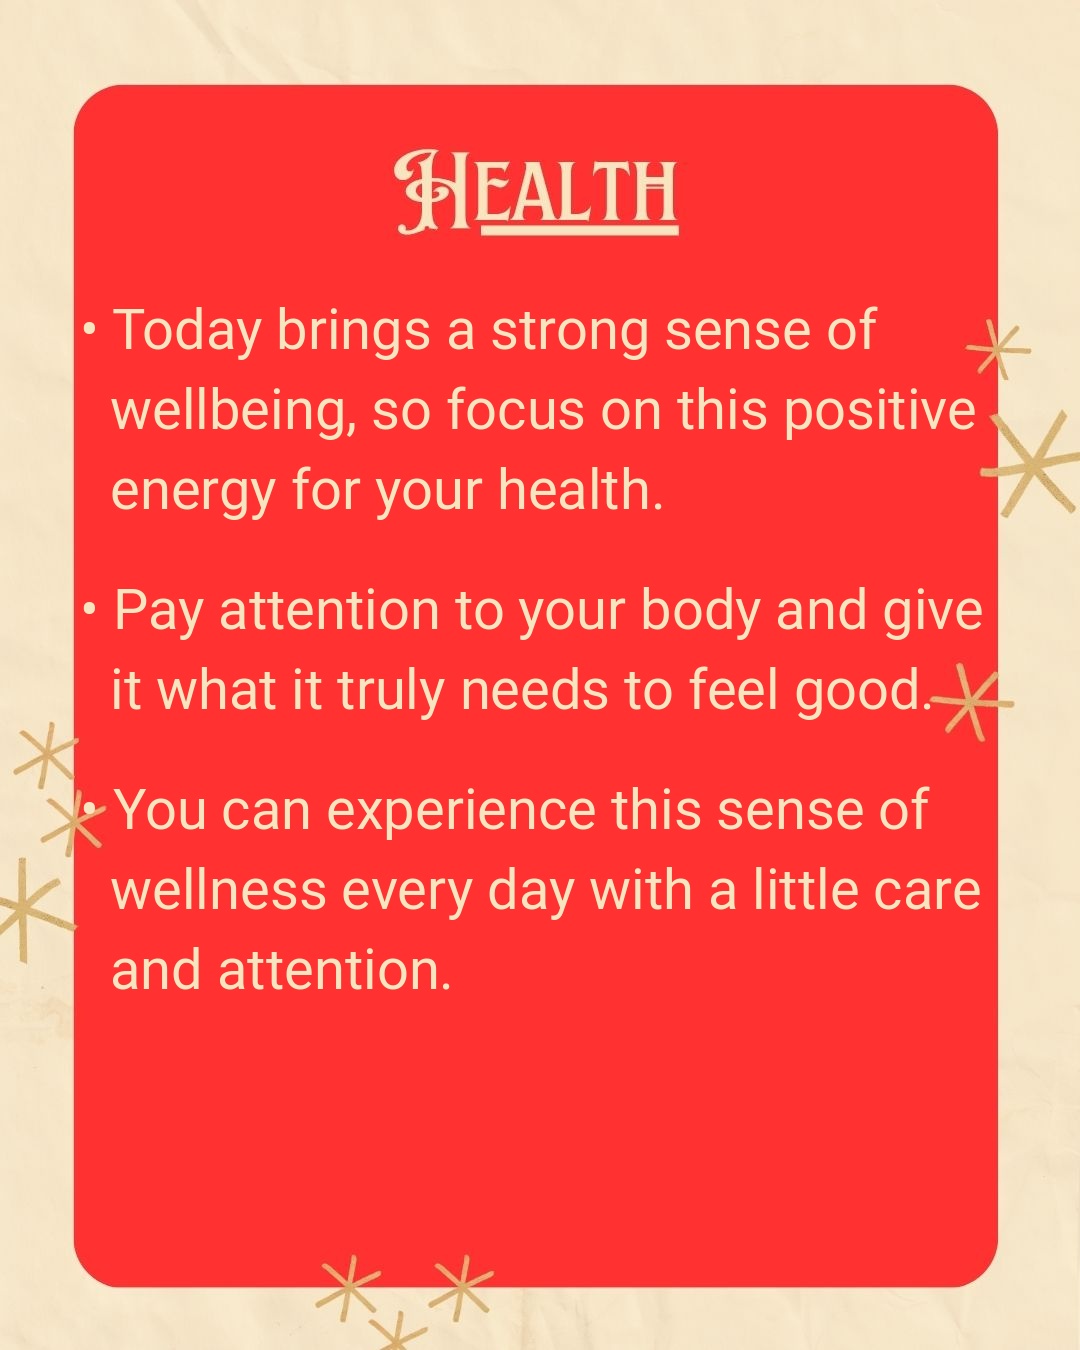 Health
• Today brings a strong sense of
wellbeing, so focus on this positive
energy for your health.
• Pay attention to your body and give
it what it truly needs to feel good.
• You can experience this sense of
wellness every day with a little care
and attention.